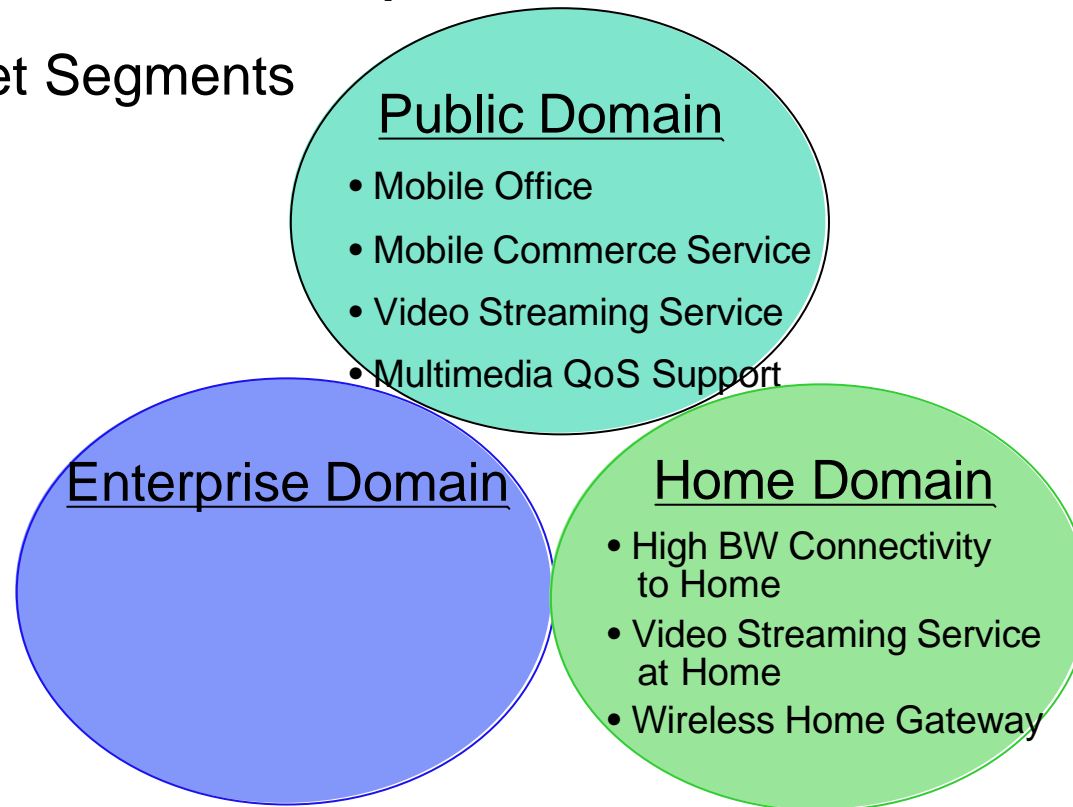 et Segments
Public Domain
• Mobile Office
• Mobile Commerce Service
• Video Streaming Service
• Multimedia QoS Support
Enterprise Domain
Home Domain
• High BW Connectivity
to Home
• Video Streaming Service
at Home
• Wireless Home Gateway